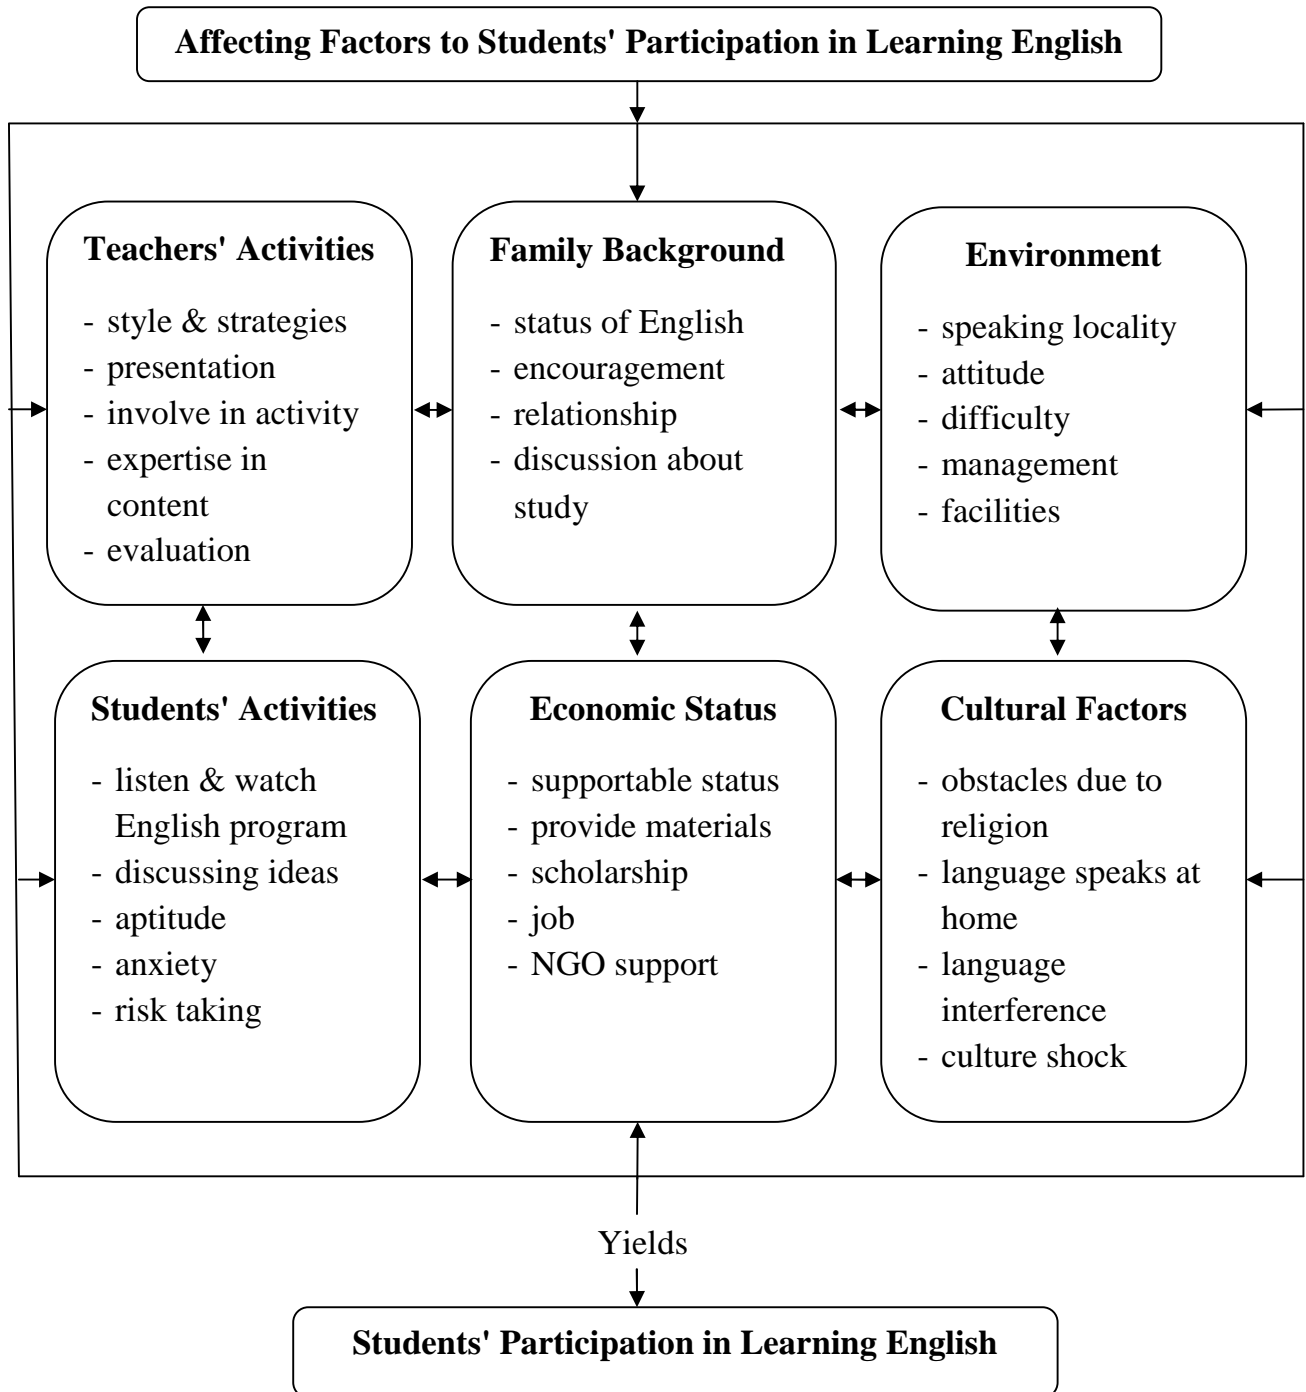 Affecting Factors to Students' Participation in Learning English
Teachers' Activities
- style & strategies
- presentation
- involve in activity
- expertise in
content
- evaluation
Family Background
- status of English
- encouragement
- relationship
- discussion about
study
Environment
- speaking locality
- attitude
- difficulty
- management
- facilities
Students' Activities
- listen & watch
English program
- discussing ideas
- aptitude
- anxiety
- risk taking
Economic Status
- supportable status
- provide materials
- scholarship
- job
- NGO support
Cultural Factors
- obstacles due to
religion
- language speaks at
home
- language
interference
- culture shock
Yields
Students' Participation in Learning English